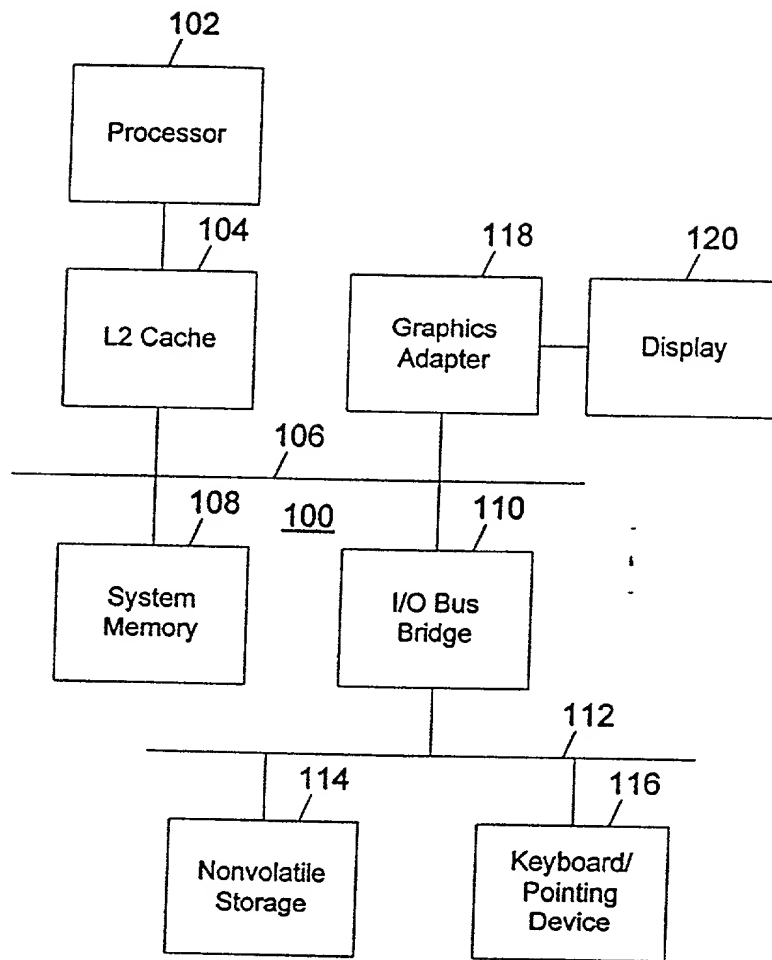 102
Processor
104
L2 Cache
118
Graphics
Adapter
120
Display
106
108
System
Memory
100
110
I/O Bus
Bridge
112
114
Nonvolatile
Storage
116
Keyboard/
Pointing
Device